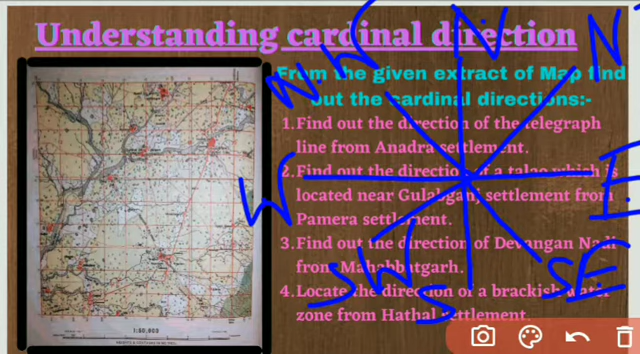 Understanding cardinal direction
From the given extract of Map find
out the cardinal directions:-
1. Find out the direction of the telegraph
line from Anadra settlement.
2. Find out the direction of a talao which is
located near Gulabganj settlement from
Pamera settlement.
3. Find out the direction of Devangan Nadi
from Mahabbatgarh.
4. Locate the direction of a brackish water
zone from Hathal settlement.
NW
N
N
W
E
SW
S
SE
1:50,000